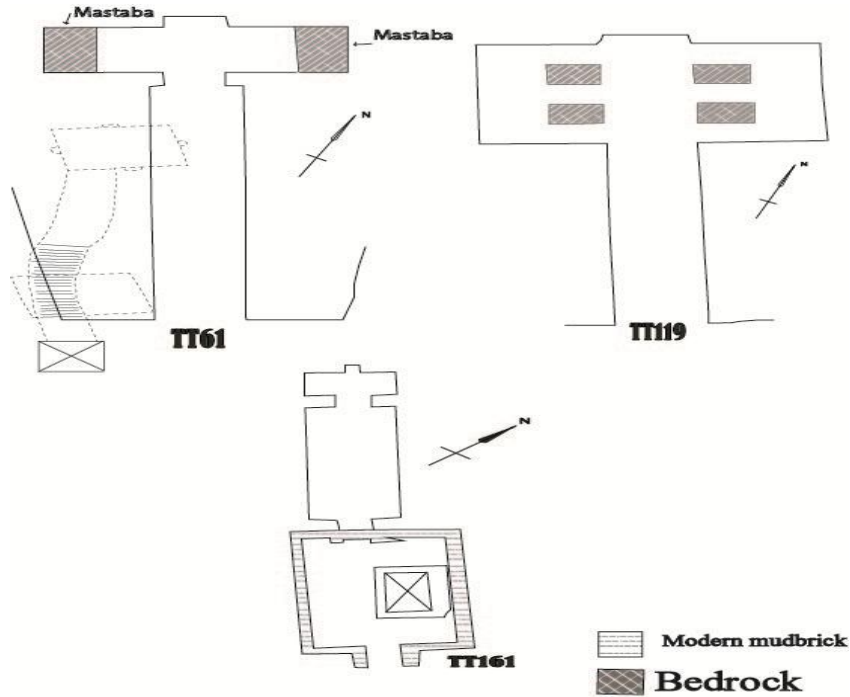 Mastaba
Mastaba
N
N
TT61
TT119
N
TT161
Modern mudbrick
Bedrock